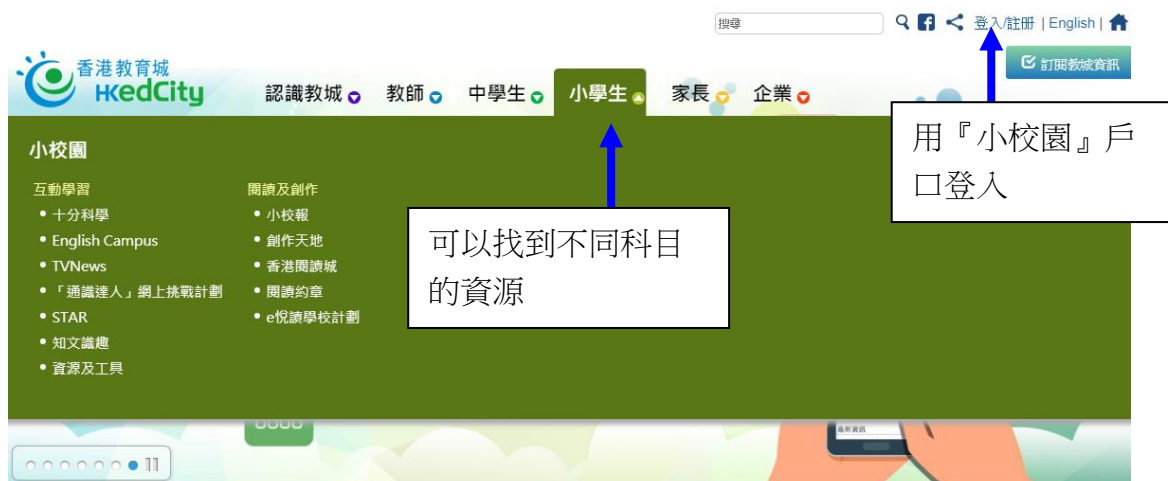 搜尋
登入/註册 | English |
訂閱教城資訊
香港教育城
HKedCity
認識教城 教師 中學生 小學生 家長 企業
用『小校園』戶
口登入
小校園
互動學習 閱讀及創作
• 十分科學 • 小校報
• English Campus • 創作天地
• TVNews • 香港閱讀城
• 「通識達人」網上挑戰計劃 • 閱讀約章
• STAR • e悅讀學校計劃
• 知文識趣
• 資源及工具
可以找到不同科目
的資源
最新資訊